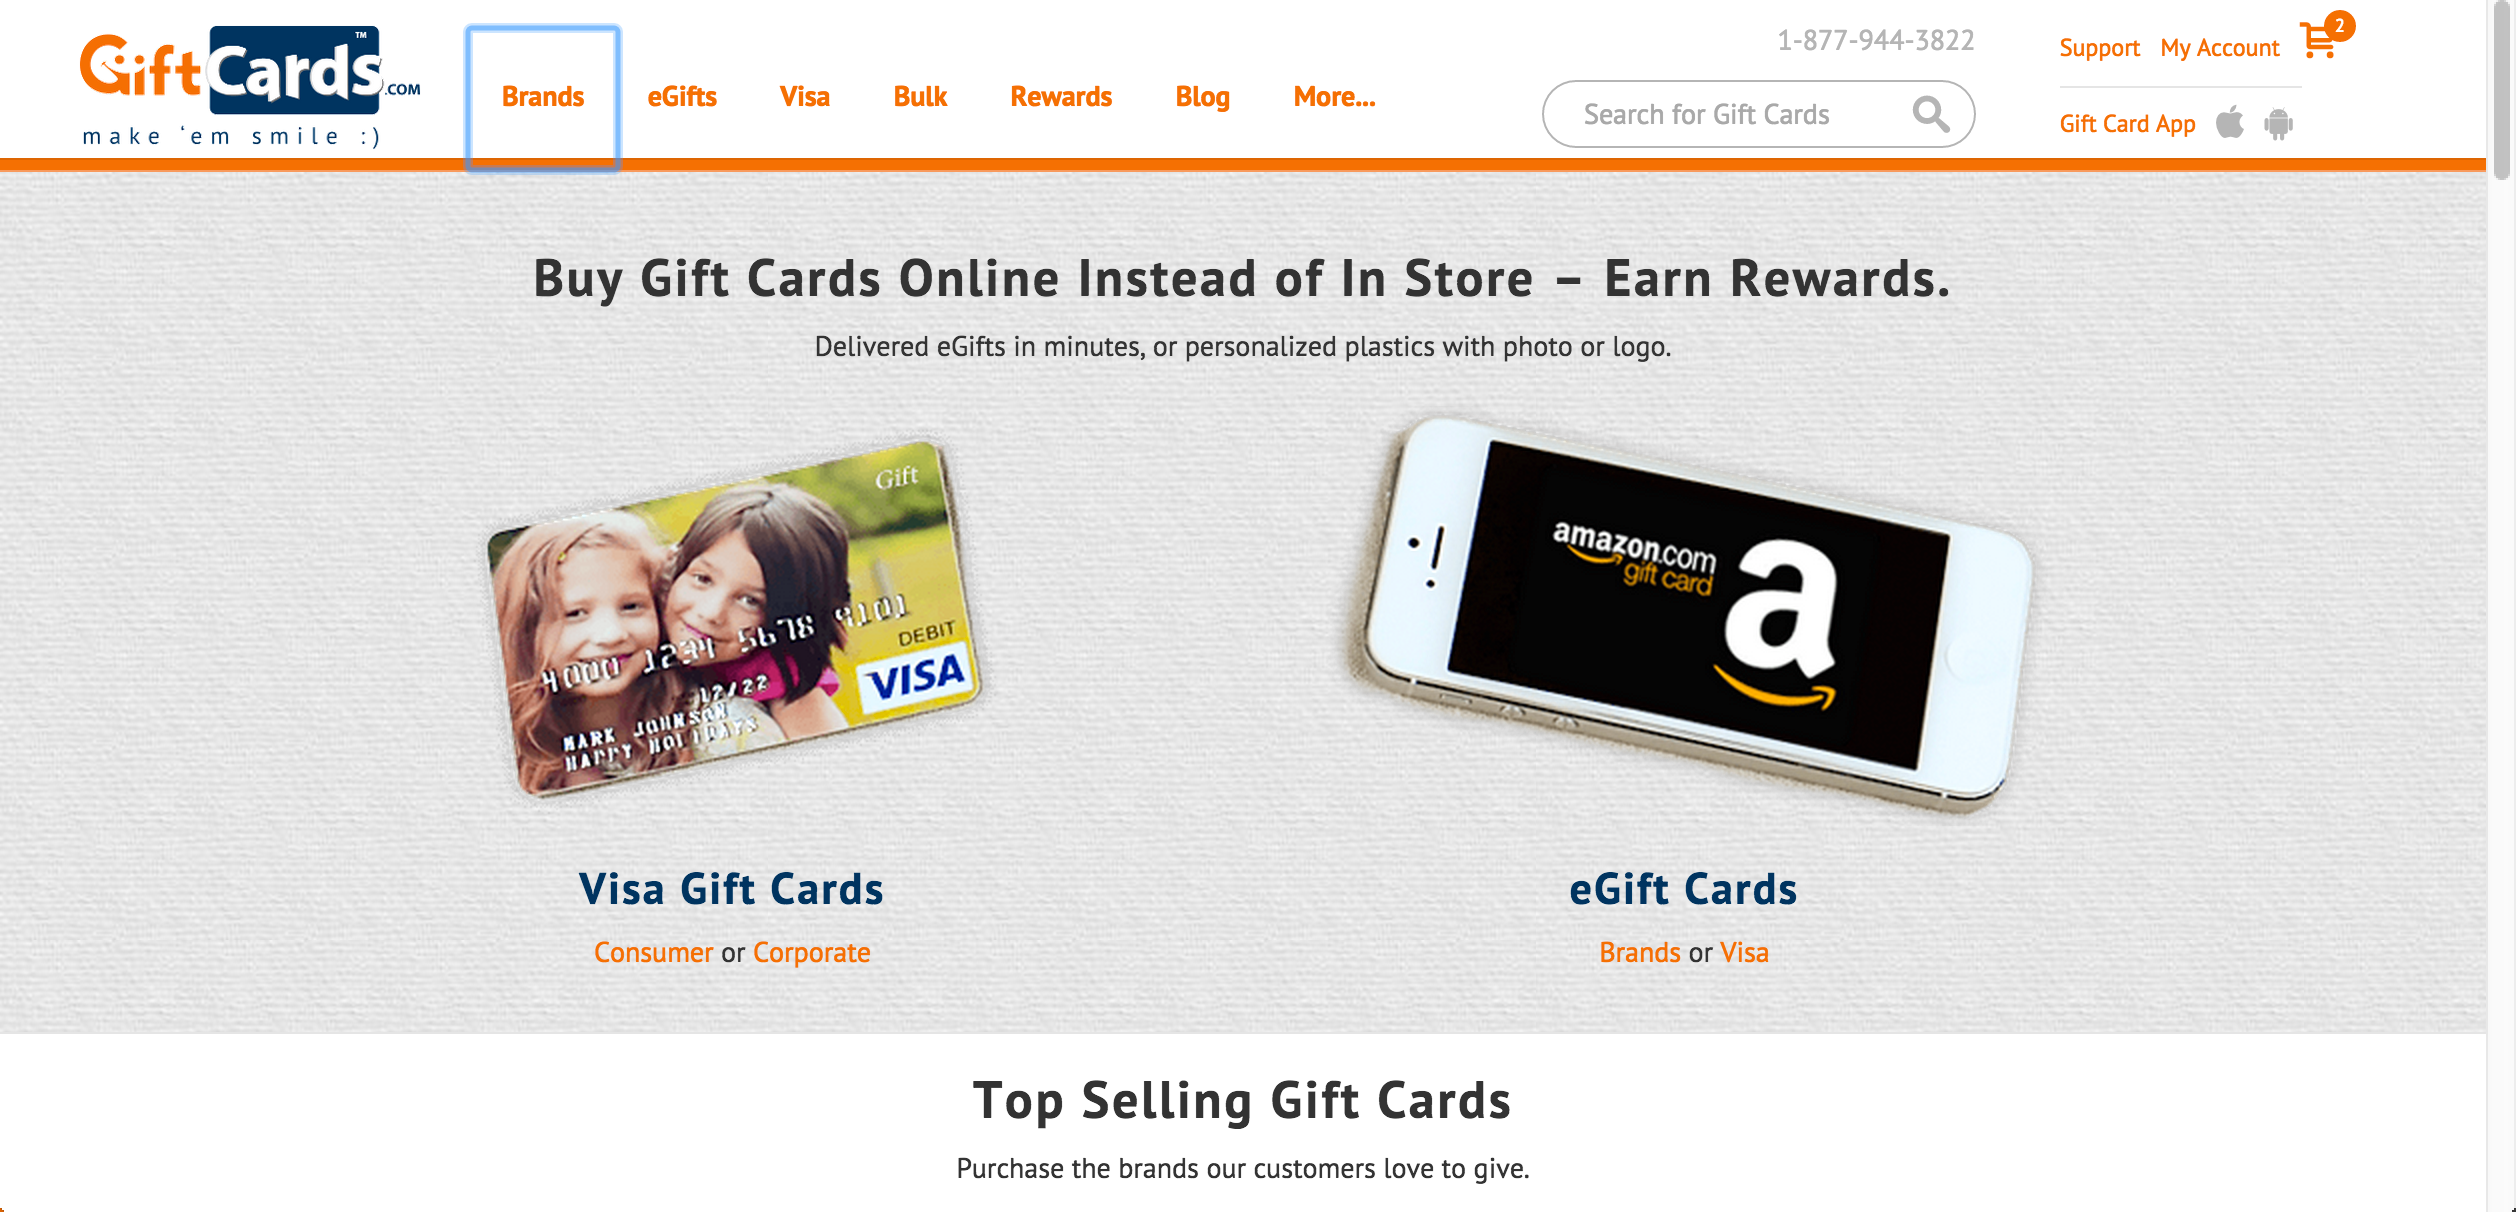 GiftCards™.COM
make 'em smile :)
Brands
eGifts
Visa
Bulk
Rewards
Blog
More...
1-877-944-3822
Search for Gift Cards
Support
My Account
2
Gift Card App
Buy Gift Cards Online Instead of In Store – Earn Rewards.
Delivered eGifts in minutes, or personalized plastics with photo or logo.
Gift
4000 1234 5678 9101
DEBIT
12/22
VISA
MARK JOHNSON
HAPPY HOLIDAYS
amazon.com
gift card
a
Visa Gift Cards
Consumer or Corporate
eGift Cards
Brands or Visa
Top Selling Gift Cards
Purchase the brands our customers love to give.